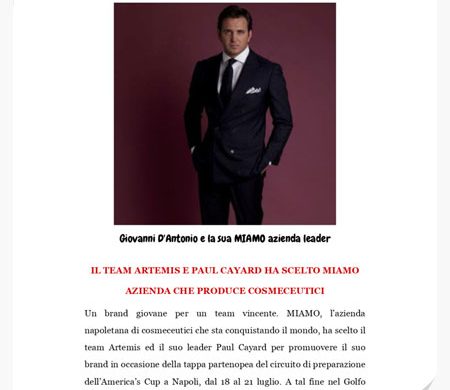 Giovanni D'Antonio e la sua MIAMO azienda leader
IL TEAM ARTEMIS E PAUL CAYARD HA SCELTO MIAMO
AZIENDA CHE PRODUCE COSMECEUTICI
Un brand giovane per un team vincente. MIAMO, l'azienda
napoletana di cosmeceutici che sta conquistando il mondo, ha scelto il
team Artemis ed il suo leader Paul Cayard per promuovere il suo
brand in occasione della tappa partenopea del circuito di preparazione
dell'America's Cup a Napoli, dal 18 al 21 luglio. A tal fine nel Golfo